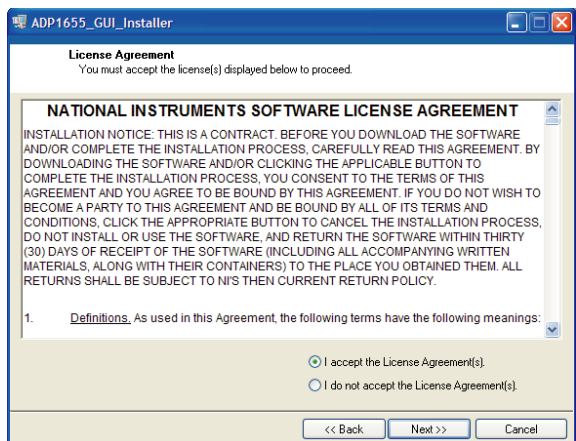 ADP1655_GUI_Installer
License Agreement
You must accept the license(s) displayed below to proceed.
NATIONAL INSTRUMENTS SOFTWARE LICENSE AGREEMENT
INSTALLATION NOTICE: THIS IS A CONTRACT. BEFORE YOU DOWNLOAD THE SOFTWARE
AND/OR COMPLETE THE INSTALLATION PROCESS, CAREFULLY READ THIS AGREEMENT. BY
DOWNLOADING THE SOFTWARE AND/OR CLICKING THE APPLICABLE BUTTON TO
COMPLETE THE INSTALLATION PROCESS, YOU CONSENT TO THE TERMS OF THIS
AGREEMENT AND YOU AGREE TO BE BOUND BY THIS AGREEMENT. IF YOU DO NOT WISH TO
BECOME A PARTY TO THIS AGREEMENT AND BE BOUND BY ALL OF ITS TERMS AND
CONDITIONS, CLICK THE APPROPRIATE BUTTON TO CANCEL THE INSTALLATION PROCESS,
DO NOT INSTALL OR USE THE SOFTWARE, AND RETURN THE SOFTWARE WITHIN THIRTY
(30) DAYS OF RECEIPT OF THE SOFTWARE (INCLUDING ALL ACCOMPANYING WRITTEN
MATERIALS, ALONG WITH THEIR CONTAINERS) TO THE PLACE YOU OBTAINED THEM. ALL
RETURNS SHALL BE SUBJECT TO NI'S THEN CURRENT RETURN POLICY.
1. Definitions. As used in this Agreement, the following terms have the following meanings:
I accept the License Agreement(s).
I do not accept the License Agreement(s).
<< Back Next >> Cancel